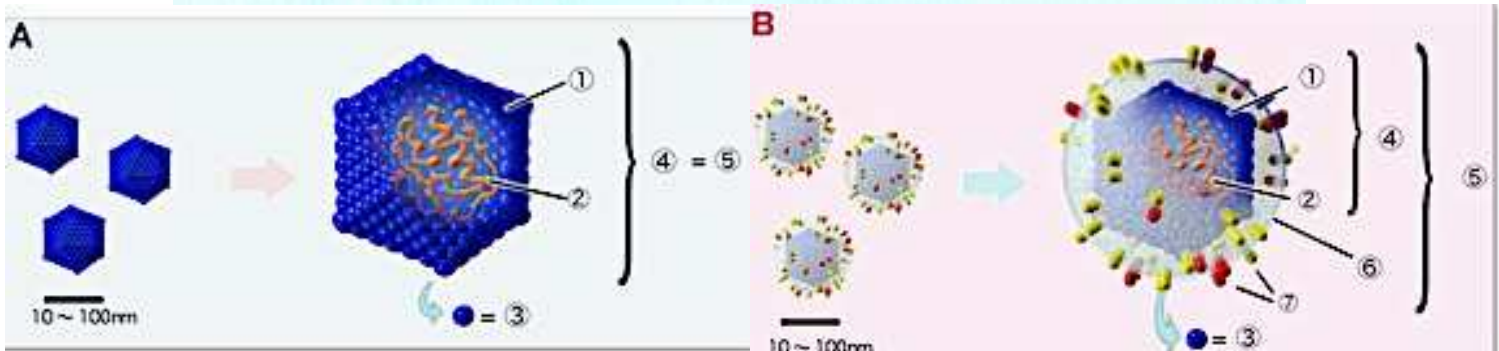 A
①
②
④ = ⑤
= ③
10～100nm
B
①
②
④
⑤
⑥
⑦
= ③
10～100nm